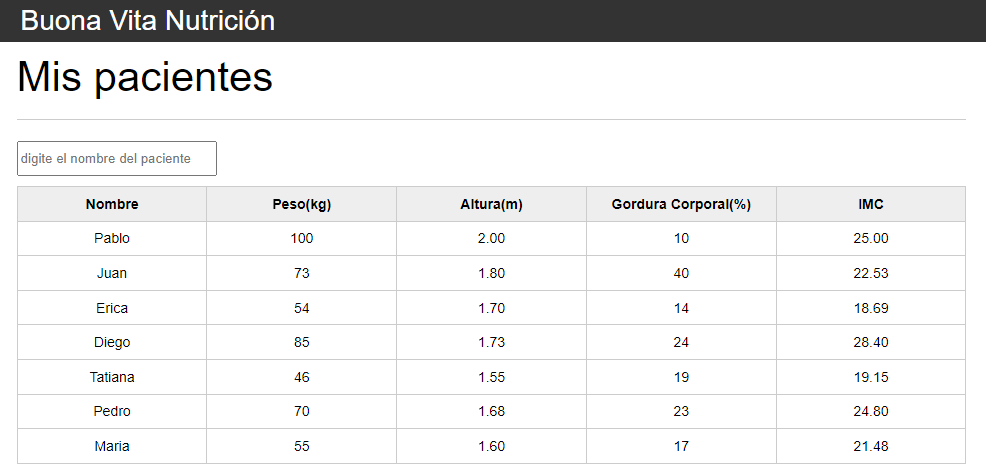 Buona Vita Nutrición
Mis pacientes
digite el nombre del paciente
Nombre Peso(kg) Altura(m) Gordura Corporal(%) IMC
Pablo 100 2.00 10 25.00
Juan 73 1.80 40 22.53
Erica 54 1.70 14 18.69
Diego 85 1.73 24 28.40
Tatiana 46 1.55 19 19.15
Pedro 70 1.68 23 24.80
Maria 55 1.60 17 21.48